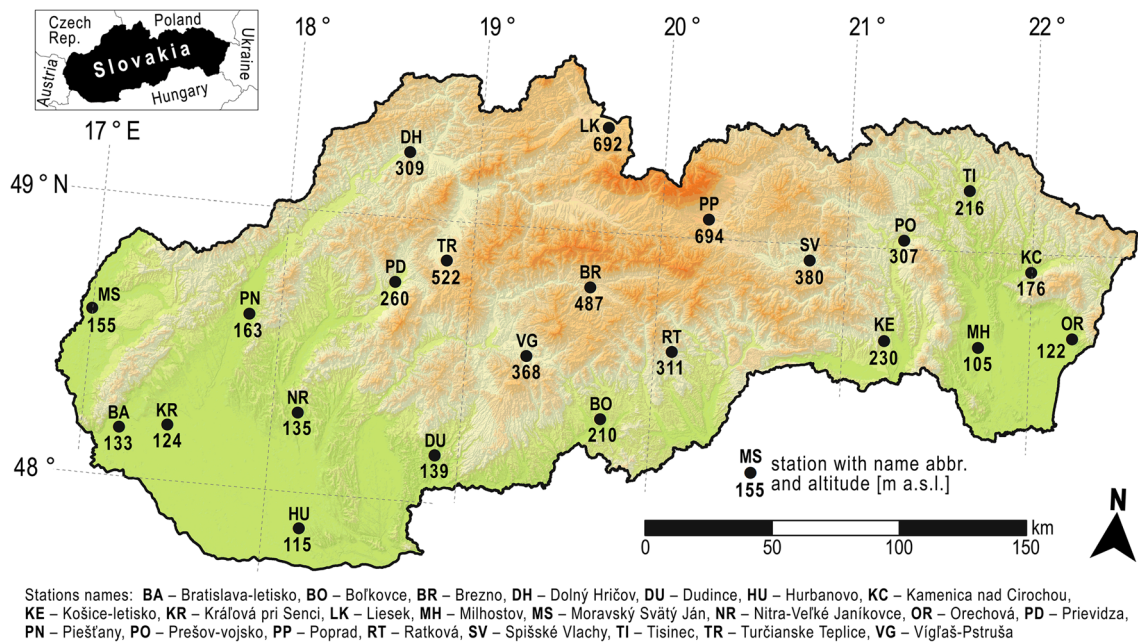 Czech
Rep.
Poland
Ukraine
Slovakia
Austria
Hungary
18 °
19 °
20 °
21 °
22 °
17 ° E
49 ° N
48 °
LK
692
DH
309
TI
216
PP
694
PO
307
TR
522
SV
380
KC
176
PD
260
BR
487
MS
155
PN
163
OR
122
KE
230
MH
105
VG
368
RT
311
NR
135
BA
133
KR
124
BO
210
DU
139
HU
115
MS
155
station with name abbr.
and altitude [m a.s.l.]
N
km
0 50 100 150
Stations names: BA – Bratislava-letisko, BO – Boľkovce, BR – Brezno, DH – Dolný Hričov, DU – Dudince, HU – Hurbanovo, KC – Kamenica nad Cirochou,
KE – Košice-letisko, KR – Kráľová pri Senci, LK – Liesek, MH – Milhostov, MS – Moravský Svätý Ján, NR – Nitra-Veľké Janíkovce, OR – Orechová, PD – Prievidza,
PN – Piešťany, PO – Prešov-vojsko, PP – Poprad, RT – Ratková, SV – Spišské Vlachy, TI – Tisinec, TR – Turčianske Teplice, VG – Vígľaš-Pstruša